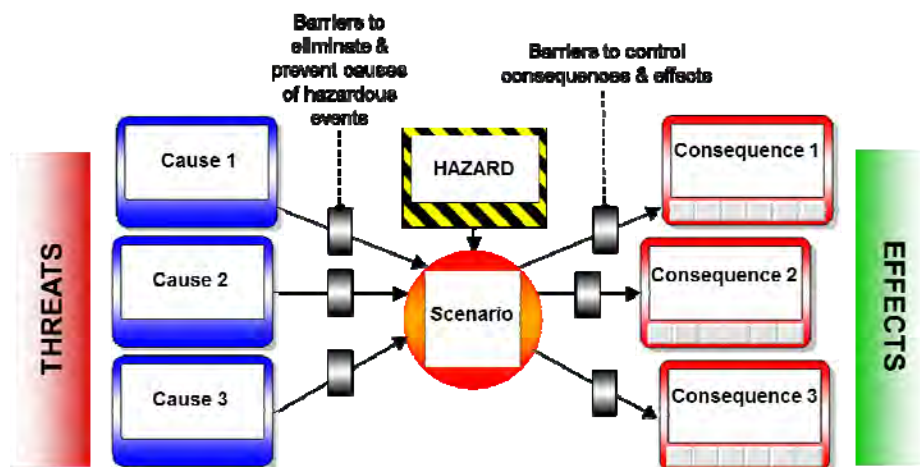 Barriers to
eliminate &
prevent causes
of hazardous
events
Barriers to control
consequences & effects
THREATS
Cause 1
Cause 2
Cause 3
HAZARD
Scenario
Consequence 1
Consequence 2
Consequence 3
EFFECTS